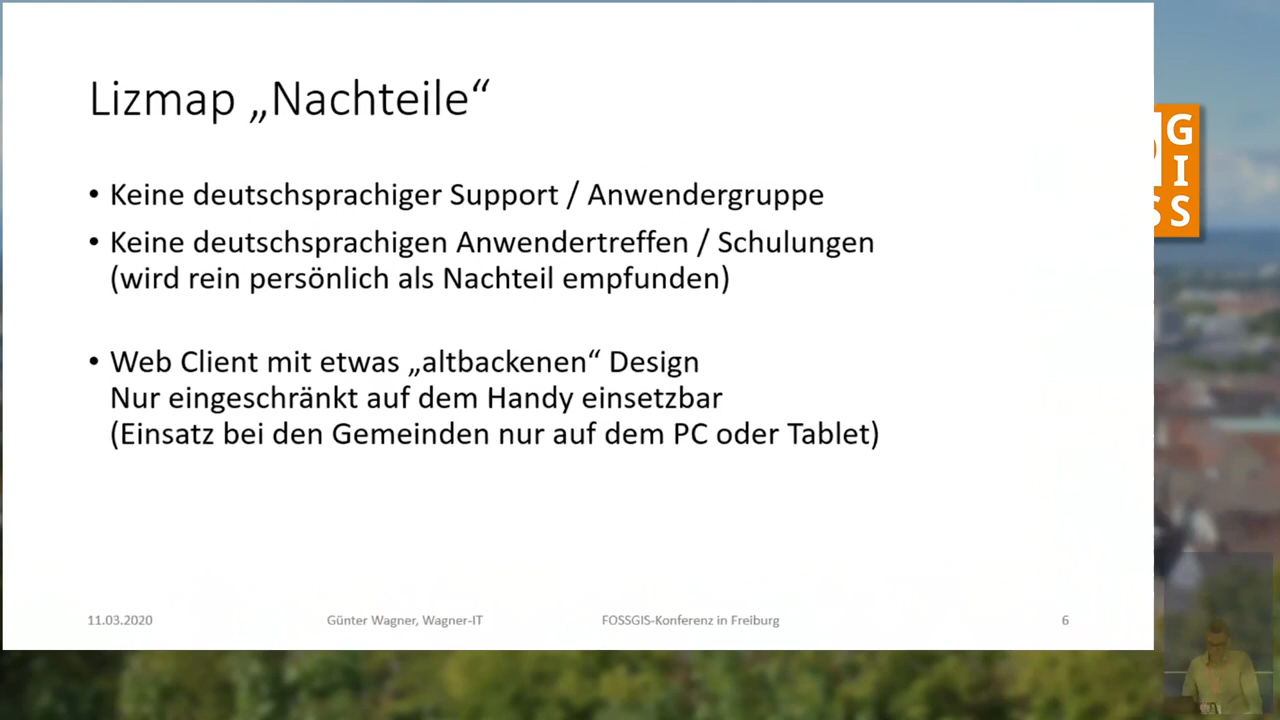 Lizmap „Nachteile“
• Keine deutschsprachiger Support / Anwendergruppe
• Keine deutschsprachigen Anwendertreffen / Schulungen
(wird rein persönlich als Nachteil empfunden)
• Web Client mit etwas „altbackenen“ Design
Nur eingeschränkt auf dem Handy einsetzbar
(Einsatz bei den Gemeinden nur auf dem PC oder Tablet)
11.03.2020 Günter Wagner, Wagner-IT FOSSGIS-Konferenz in Freiburg 6
G
I
S S